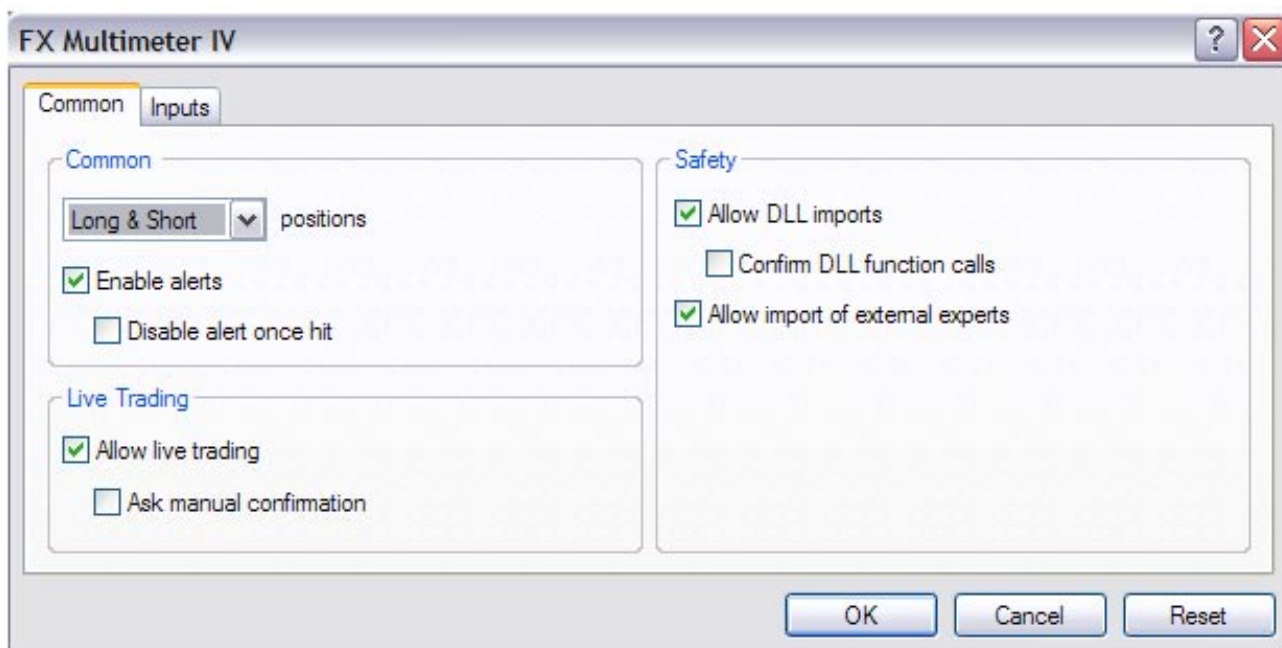 FX Multimeter IV
?
X
Common
Inputs
Common
Long & Short
positions
Enable alerts
Disable alert once hit
Live Trading
Allow live trading
Ask manual confirmation
Safety
Allow DLL imports
Confirm DLL function calls
Allow import of external experts
OK
Cancel
Reset